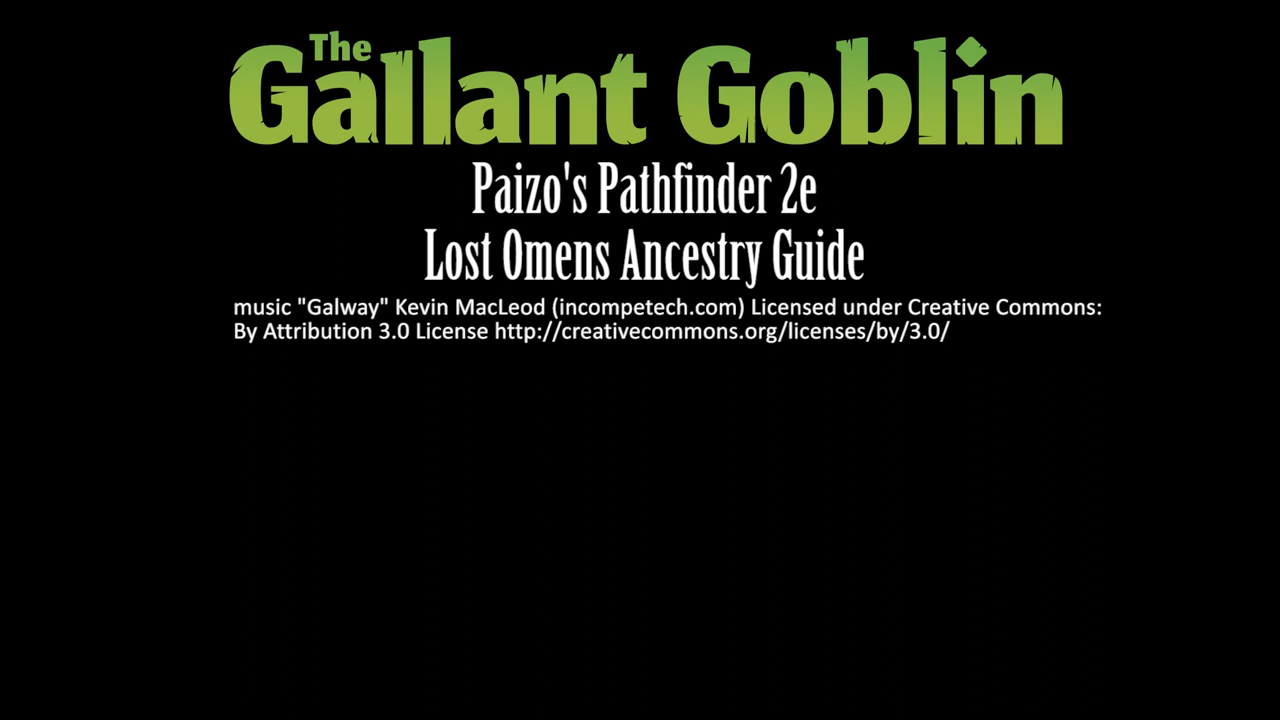 The
Gallant Goblin
Paizo's Pathfinder 2e
Lost Omens Ancestry Guide
music "Galway" Kevin MacLeod (incompetech.com) Licensed under Creative Commons:
By Attribution 3.0 License http://creativecommons.org/licenses/by/3.0/